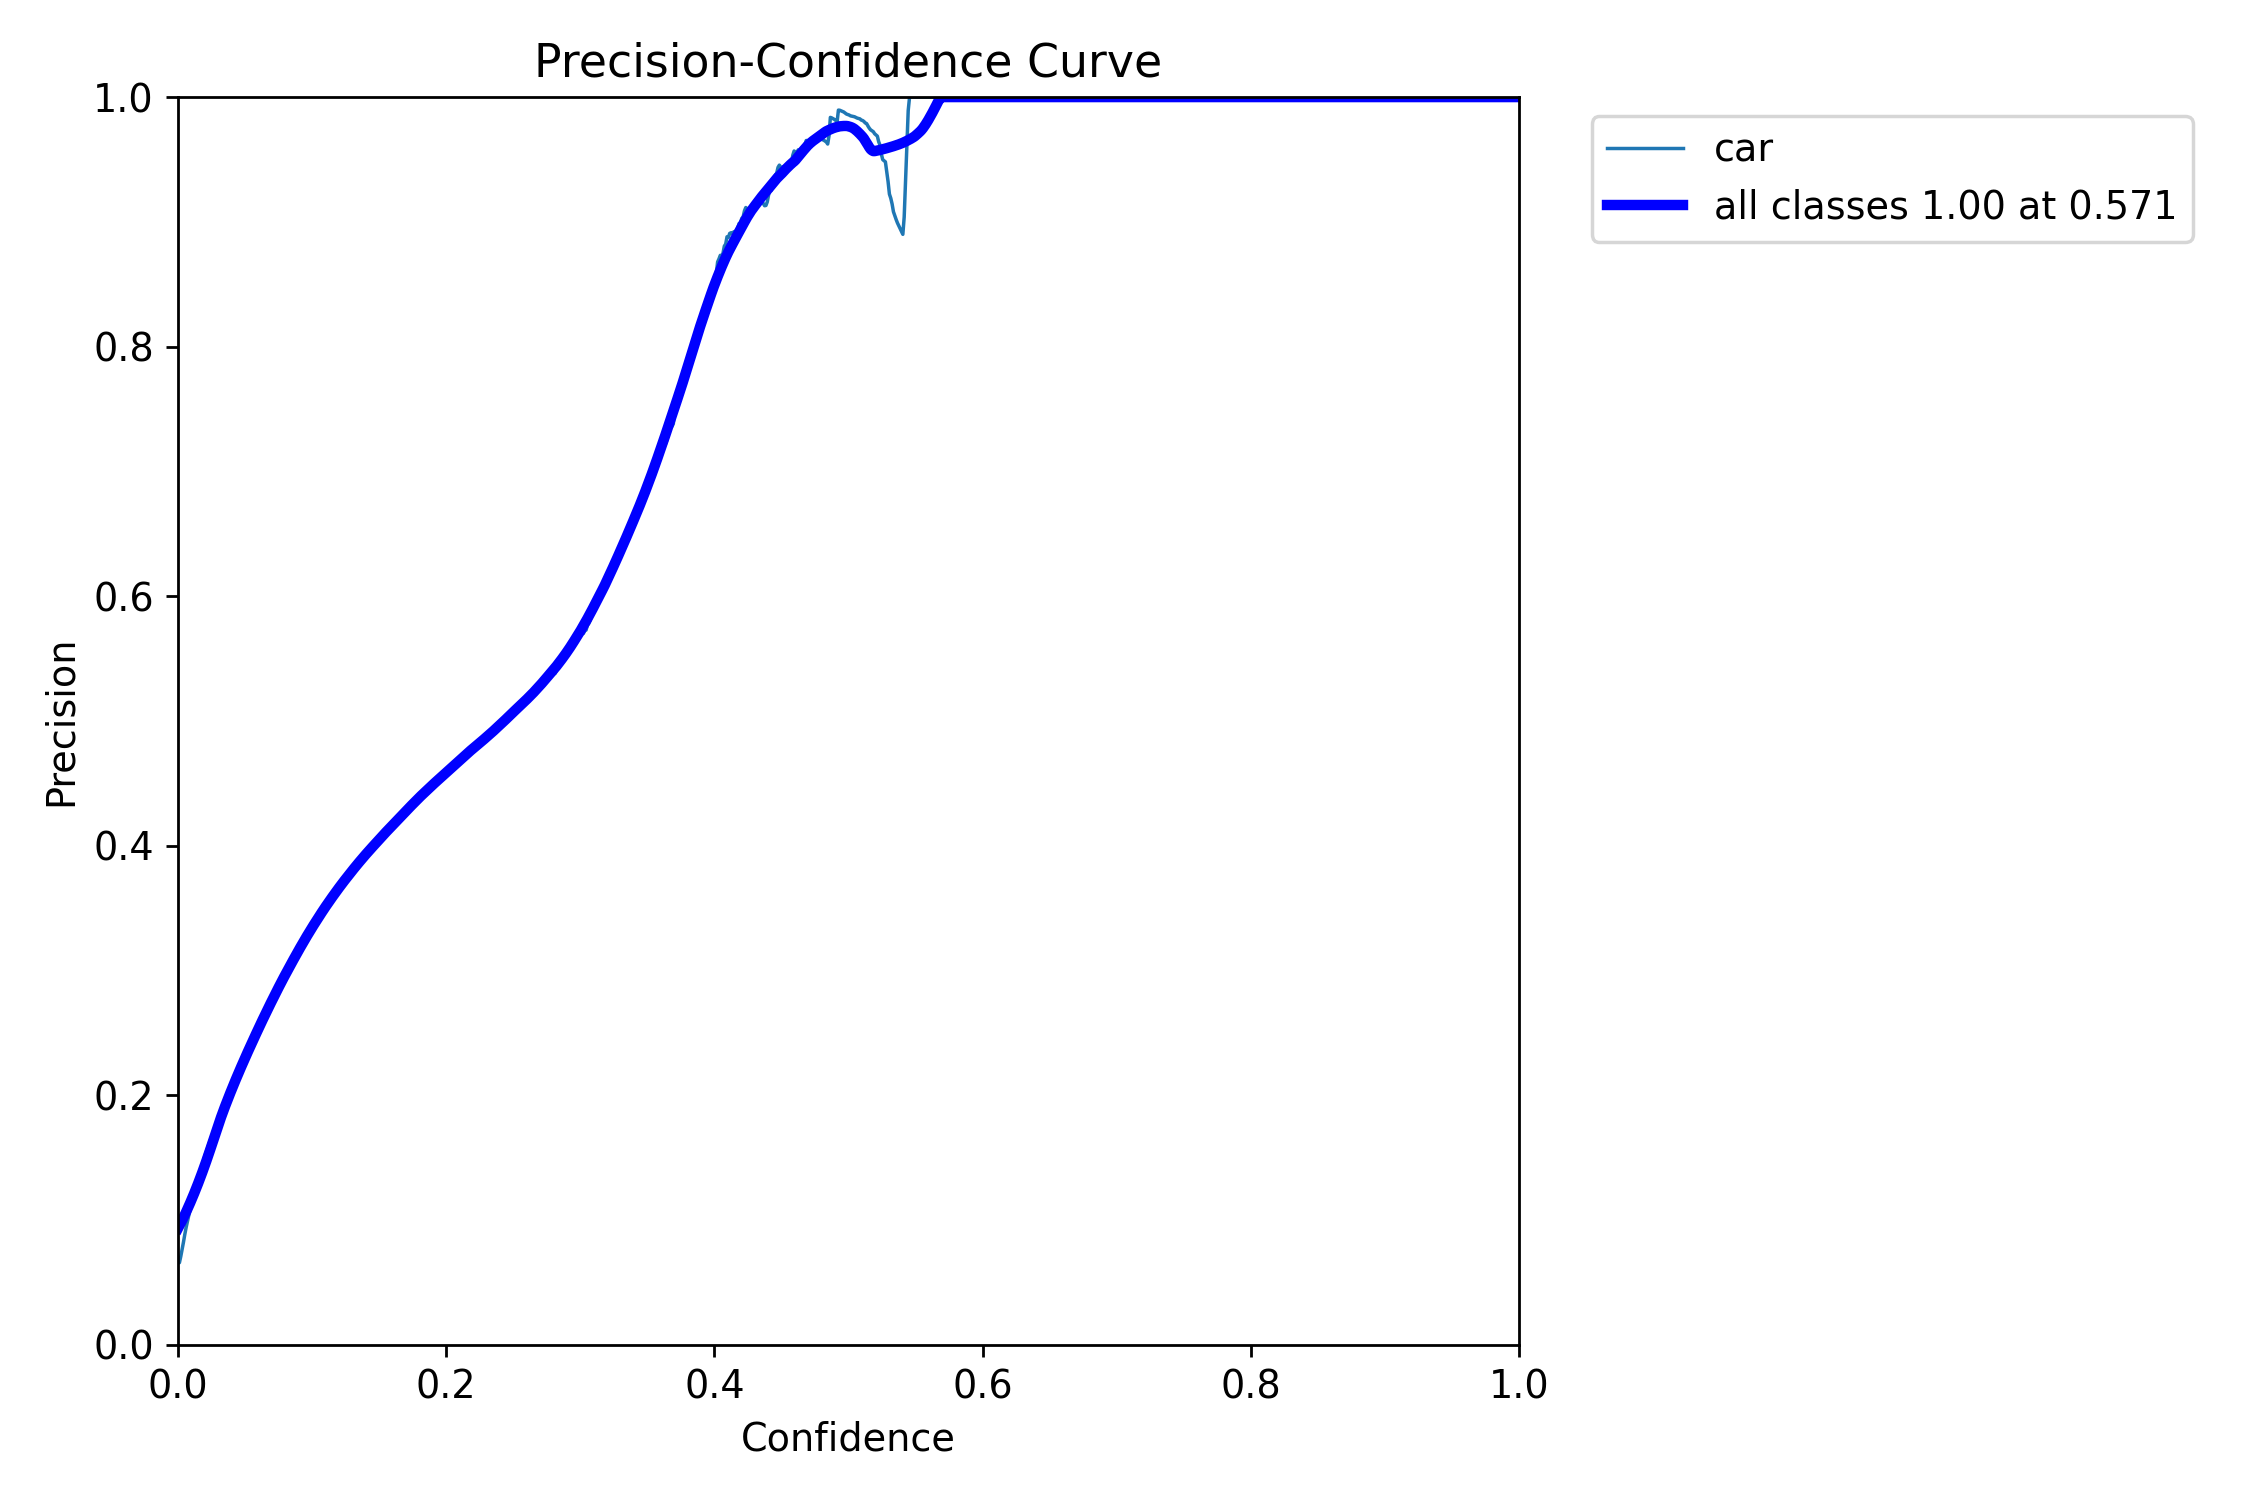 Precision-Confidence Curve
1.0
0.8
0.6
0.4
0.2
0.0
Precision
0.0 0.2 0.4 0.6 0.8 1.0
Confidence
car
all classes 1.00 at 0.571